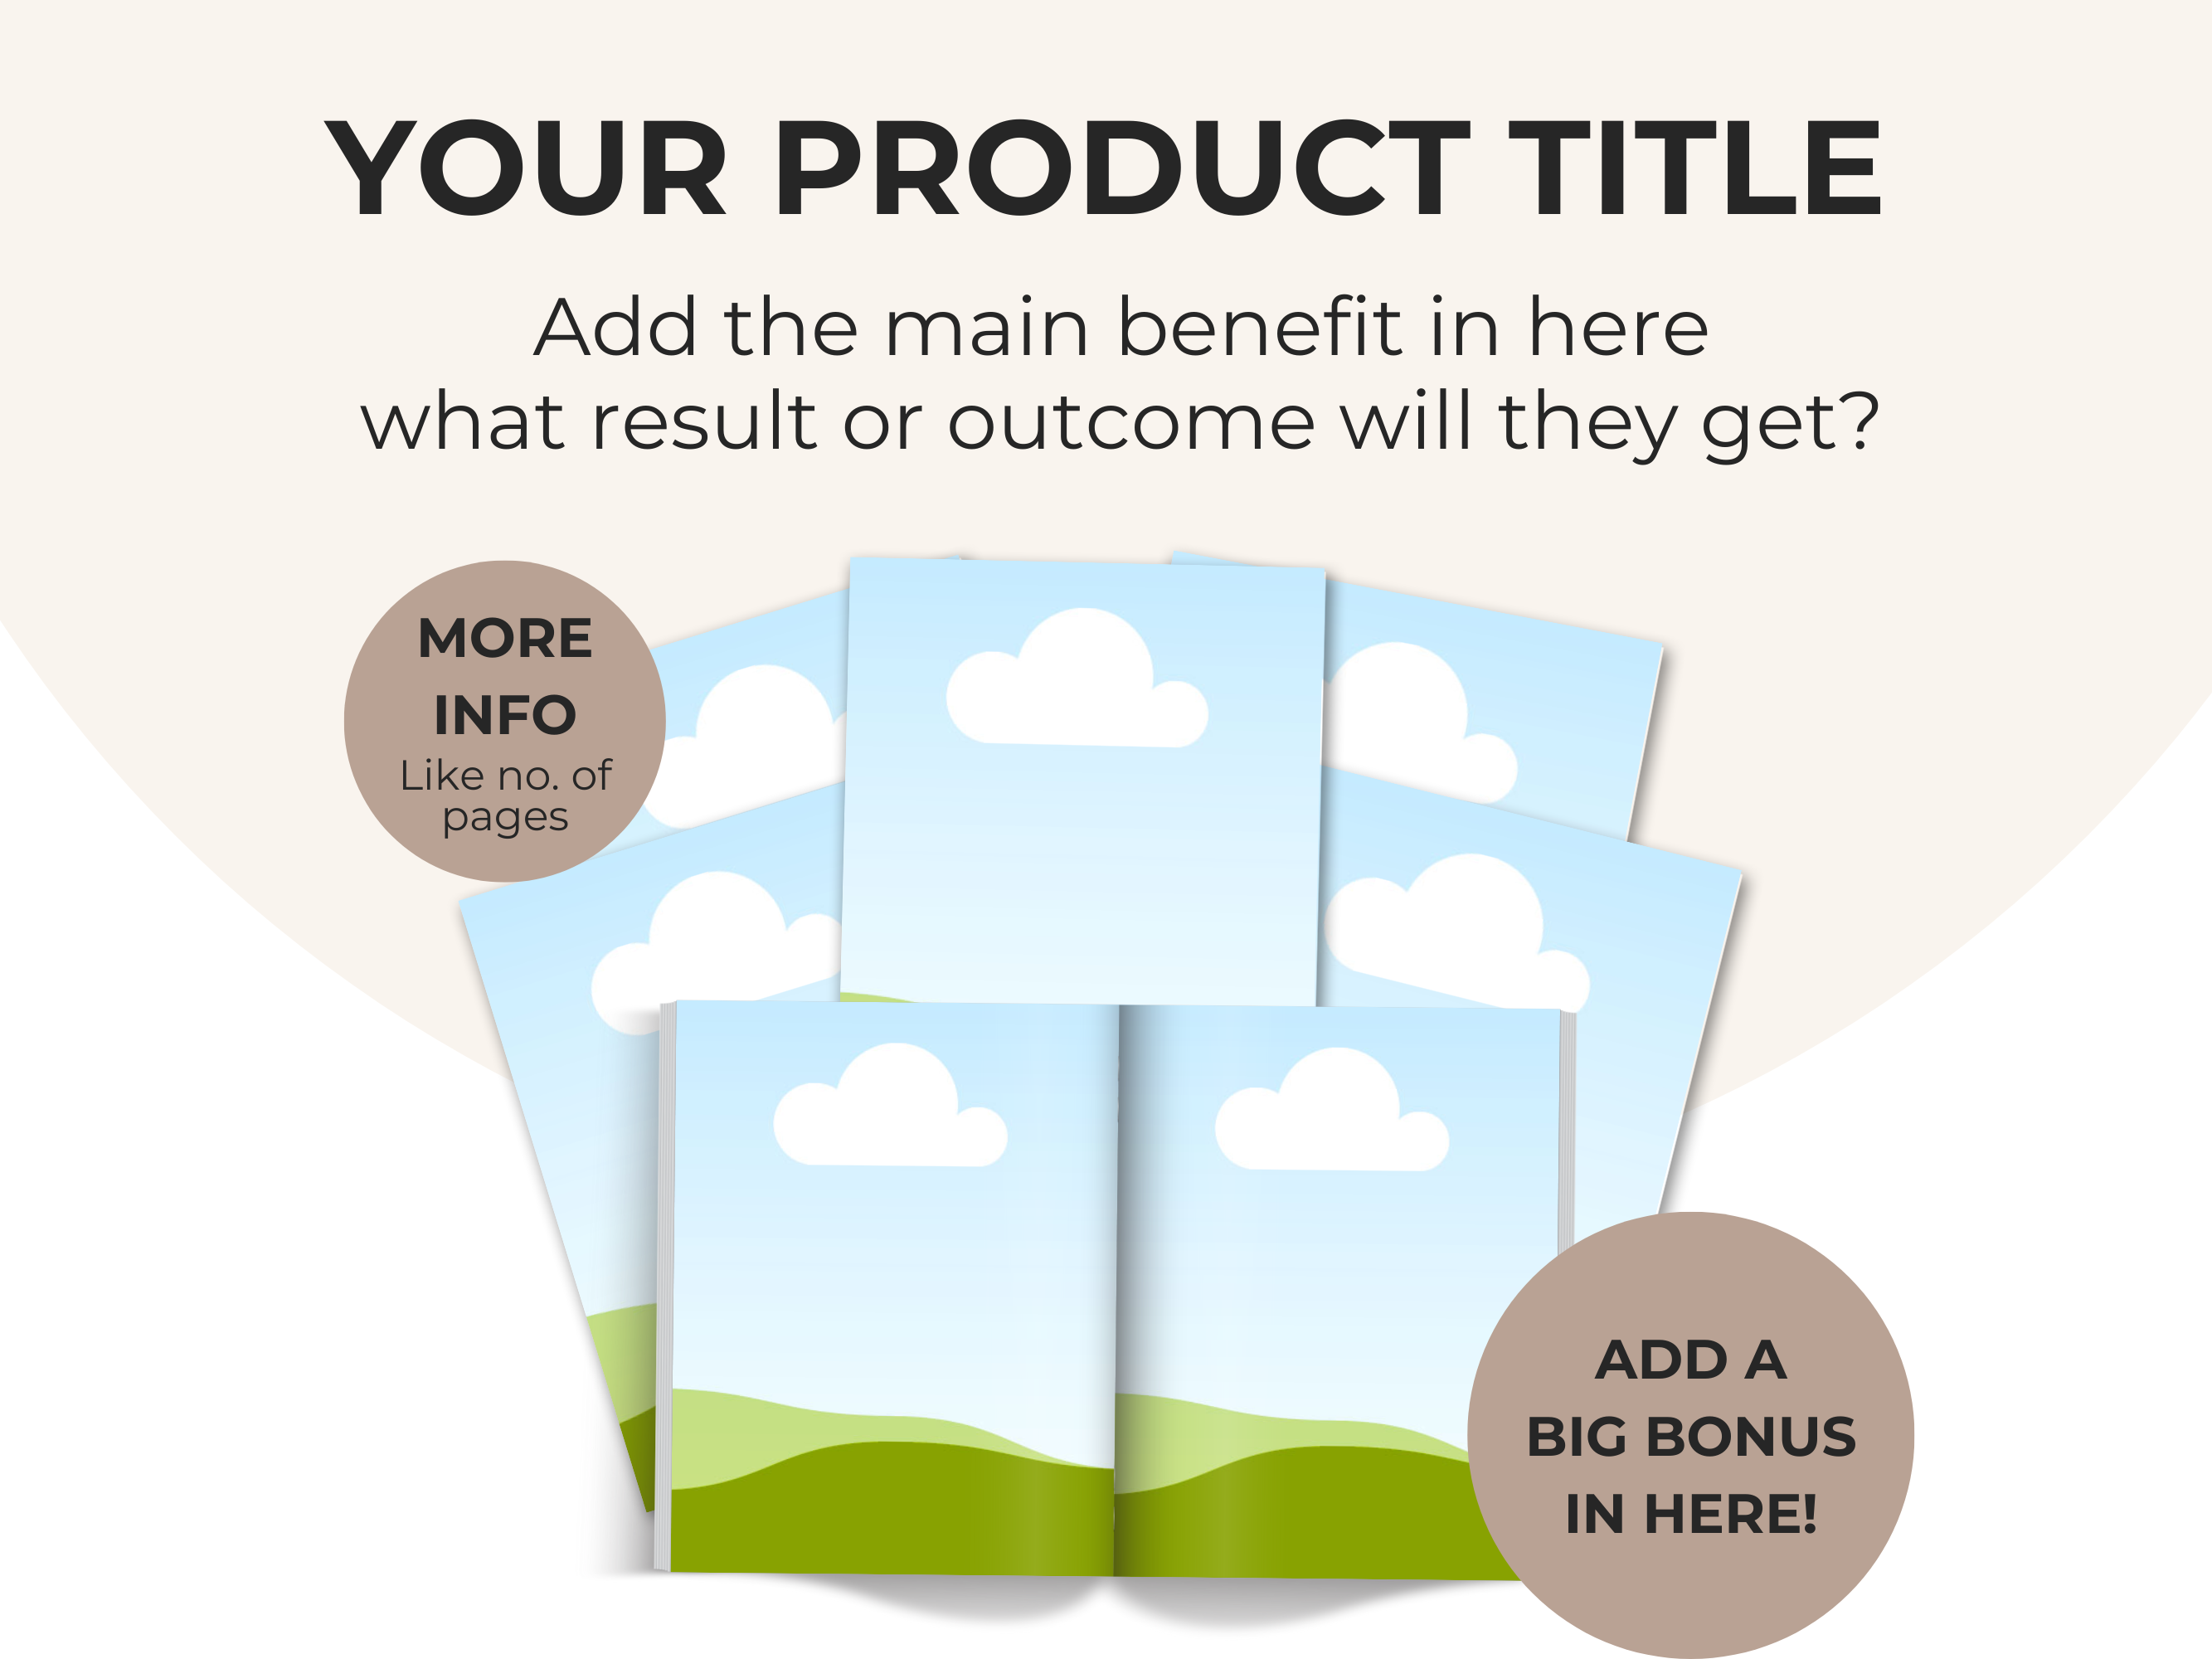 YOUR PRODUCT TITLE
Add the main benefit in here
what result or outcome will they get?
MORE
INFO
Like no. of
pages
ADD A
BIG BONUS
IN HERE!